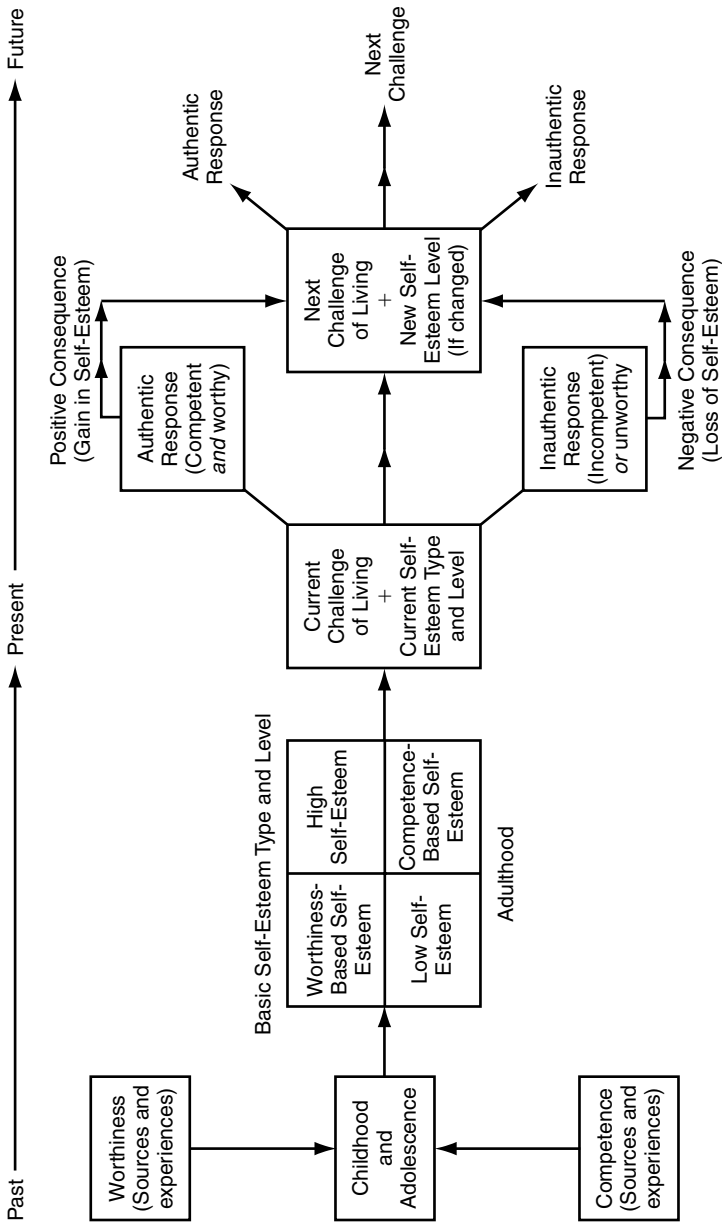 Past
Present
Future
Worthiness
(Sources and
experiences)
Childhood
and
Adolescence
Competence
(Sources and
experiences)
Basic Self-Esteem Type and Level
Worthiness-
Based Self-
Esteem
High
Self-Esteem
Low Self-
Esteem
Competence-
Based Self-
Esteem
Adulthood
Current
Challenge
of Living
+
Current Self-
Esteem Type
and Level
Positive Consequence
(Gain in Self-Esteem)
Authentic
Response
(Competent
and worthy)
Inauthentic
Response
(Incompetent)
or unworthy
Negative Consequence
(Loss of Self-Esteem)
Next
Challenge
of Living
+
New Self-
Esteem Level
(If changed)
Authentic
Response
Next
Challenge
Inauthentic
Response